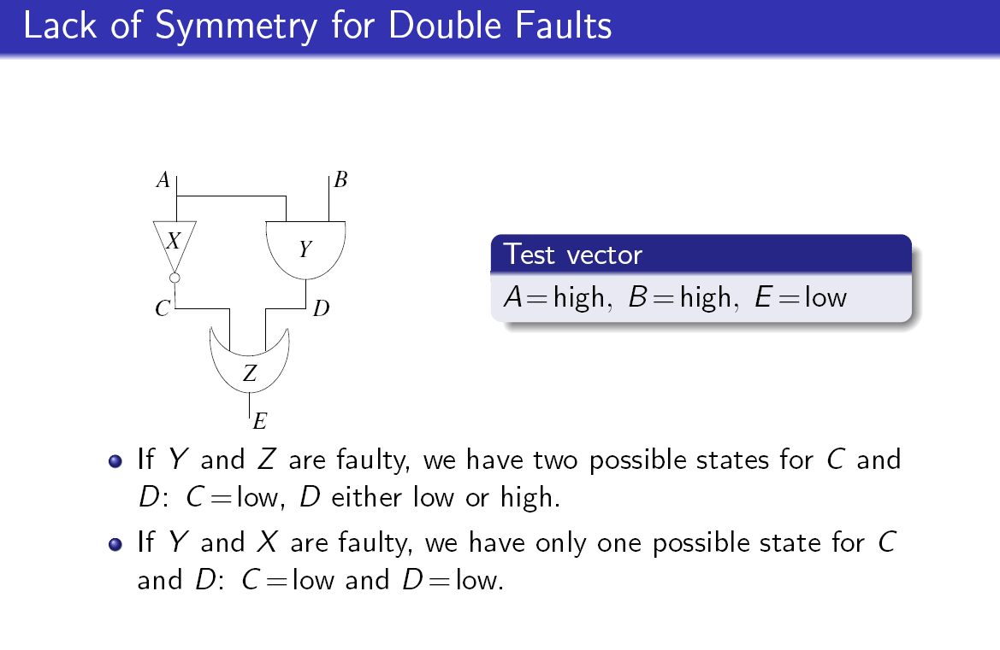 Lack of Symmetry for Double Faults
A
B
X
Y
C
D
Z
E
Test vector
A=high, B=high, E=low
If Y and Z are faulty, we have two possible states for C and
D: C=low, D either low or high.
If Y and X are faulty, we have only one possible state for C
and D: C=low and D=low.